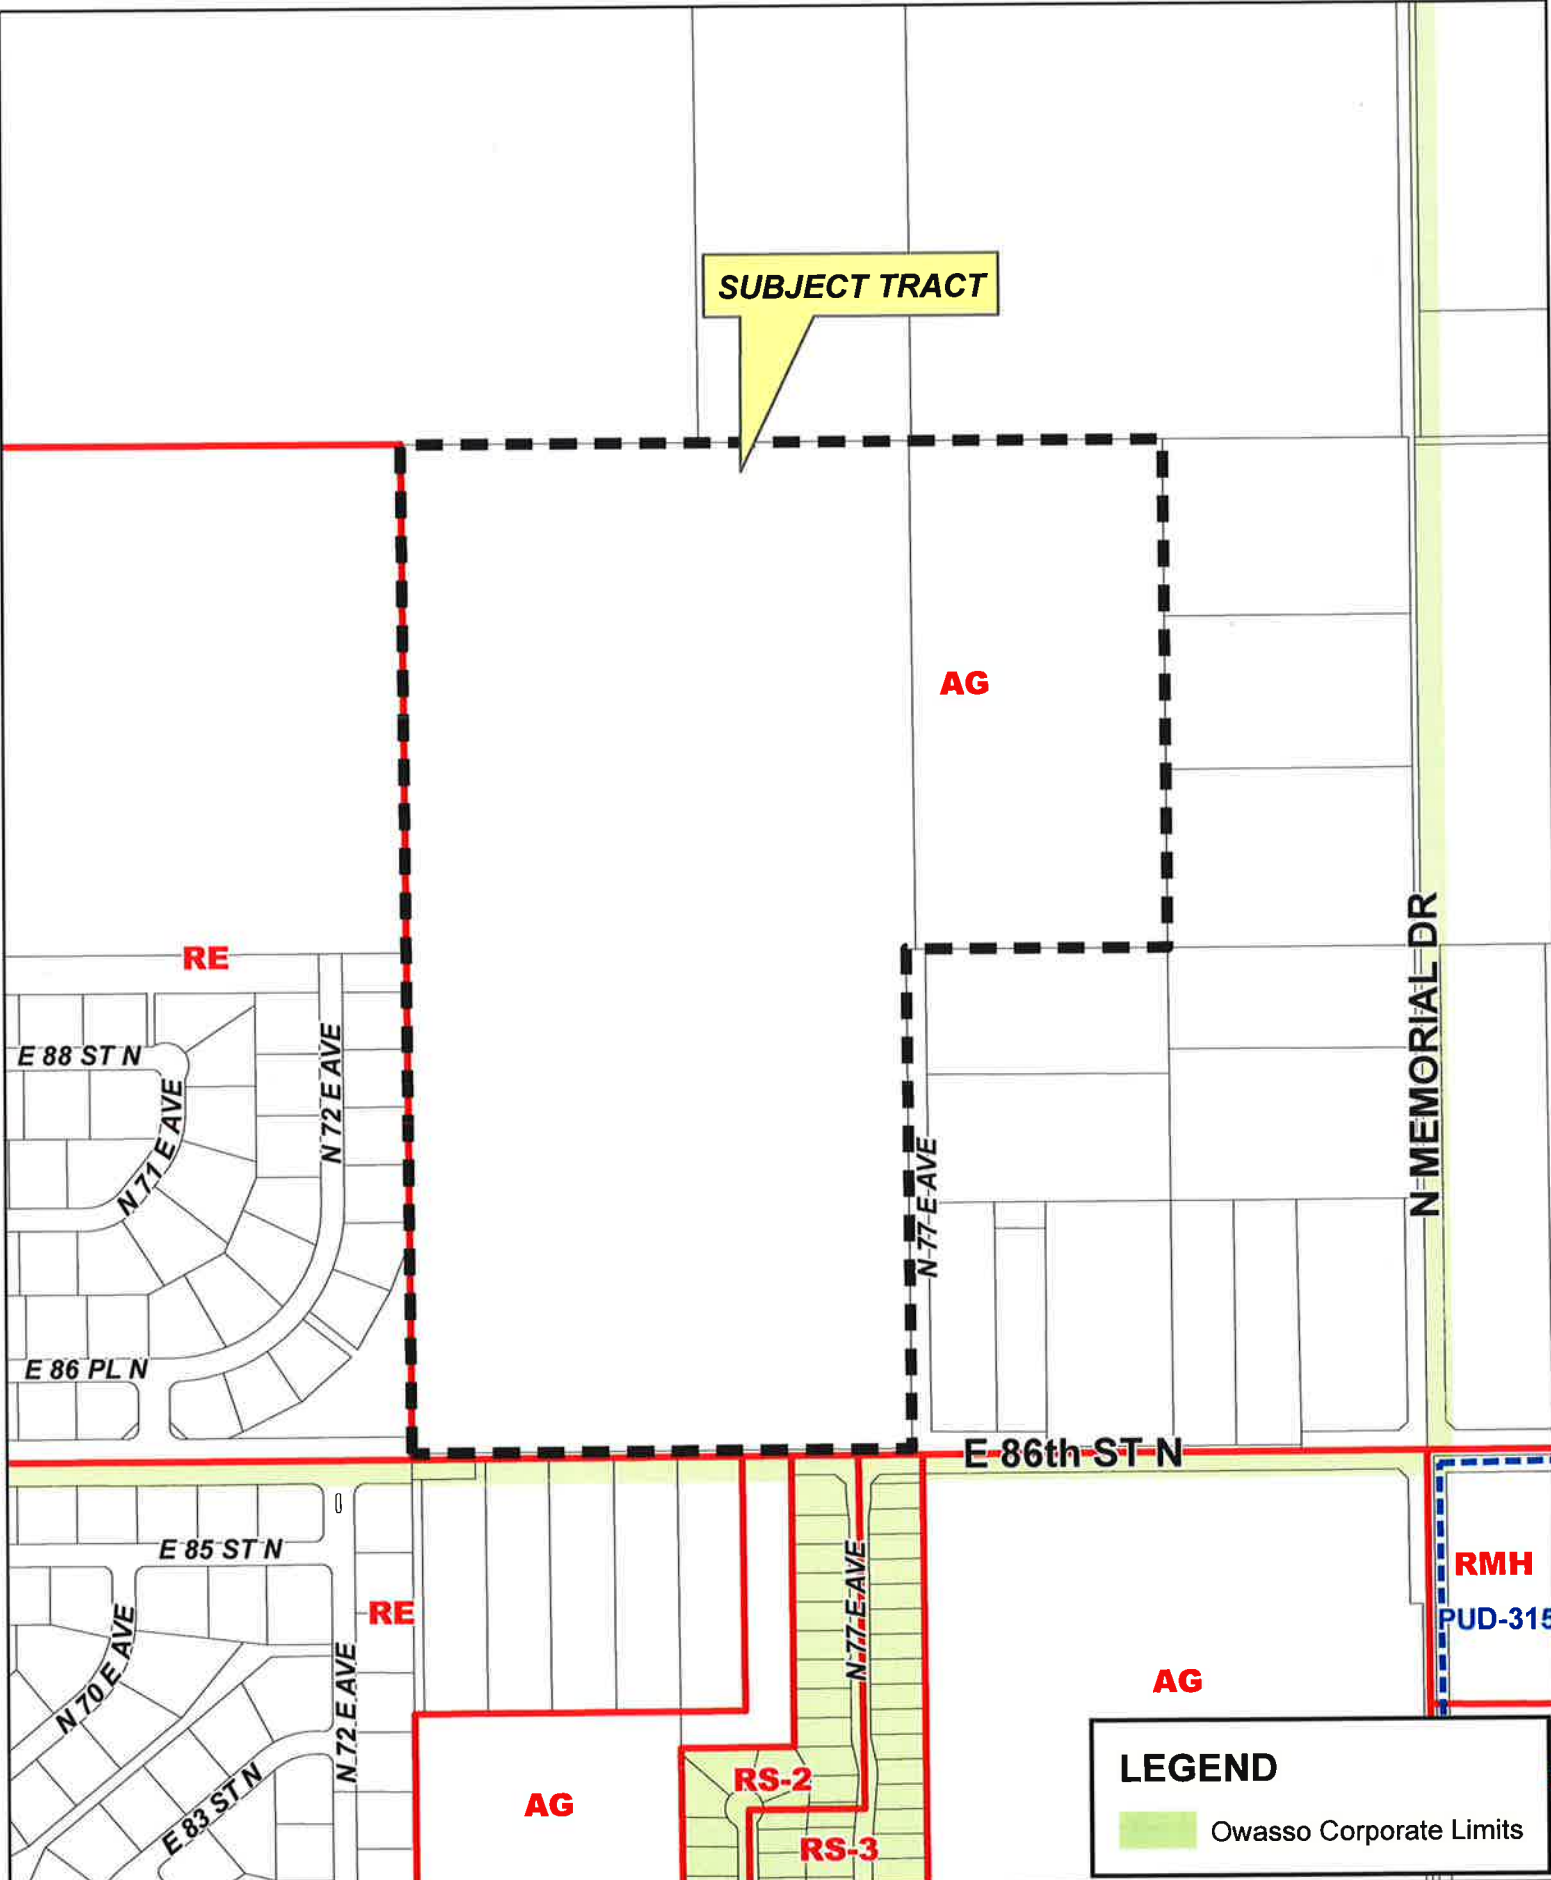 SUBJECT TRACT
AG
RE
E 88 ST N
N 71 E AVE
N 72 E AVE
N MEMORIAL DR
N 77 E AVE
E 86 PL N
E 86th ST N
E 85 ST N
RE
N 70 E AVE
N 72 E AVE
E 83 ST N
N 77 E AVE
RMH
PUD-315
AG
AG
RS-2
RS-3
LEGEND
Owasso Corporate Limits